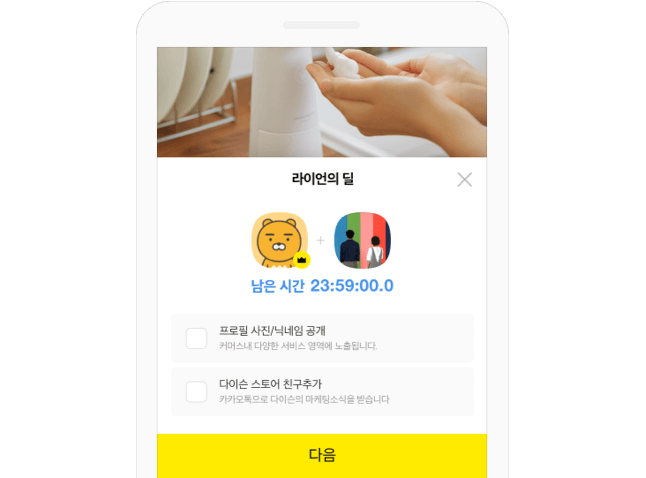 라이언의 딜
남은 시간 23:59:00.0
프로필 사진/닉네임 공개
커머스내 다양한 서비스 영역에 노출됩니다.
다이슨 스토어 친구추가
카카오톡으로 다이슨의 마케팅소식을 받습니다
다음